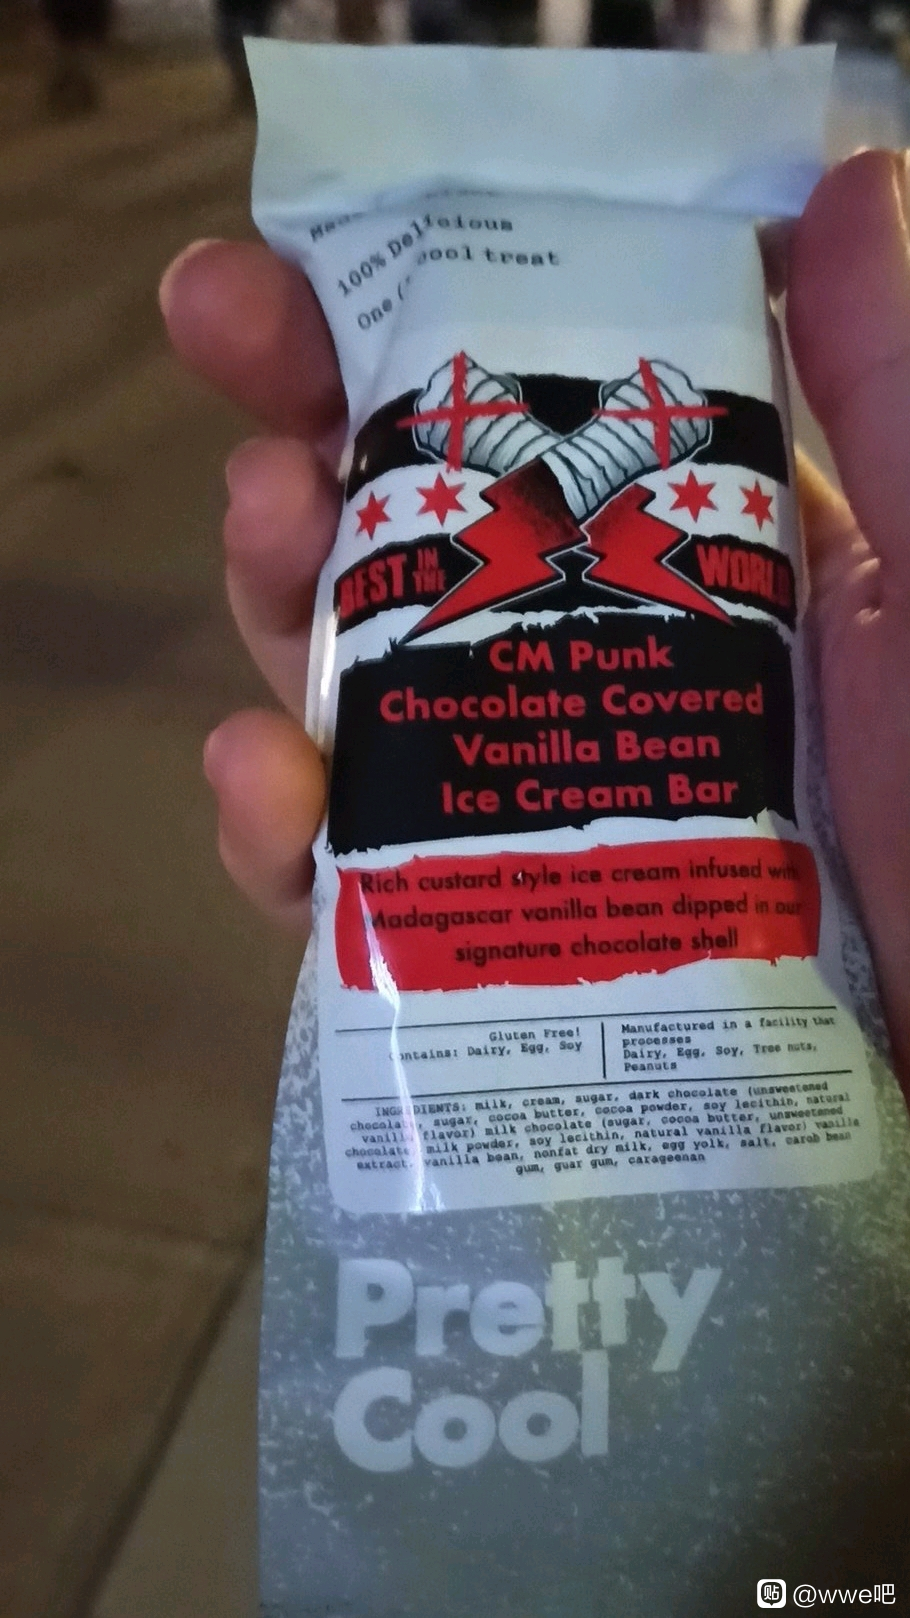 100% Delicious
One cool treat
BEST IN THE WORLD
CM Punk
Chocolate Covered
Vanilla Bean
Ice Cream Bar
Rich custard style ice cream infused with
Madagascar vanilla bean dipped in our
signature chocolate shell
Gluten Free!
Contains: Dairy, Egg, Soy
Manufactured in a facility that
processes
Dairy, Egg, Soy, Tree nuts,
Peanuts
INGREDIENTS: milk, cream, sugar, dark chocolate (unsweetened
chocolate, sugar, cocoa butter, cocoa powder, soy lecithin, natural
vanilla flavor) milk chocolate (sugar, cocoa butter, unsweetened
chocolate, milk powder, soy lecithin, natural vanilla flavor) vanilla
extract, vanilla bean, nonfat dry milk, egg yolk, salt, carob bean
gum, guar gum, carageenan
Pretty
Cool
贴 @wwe吧